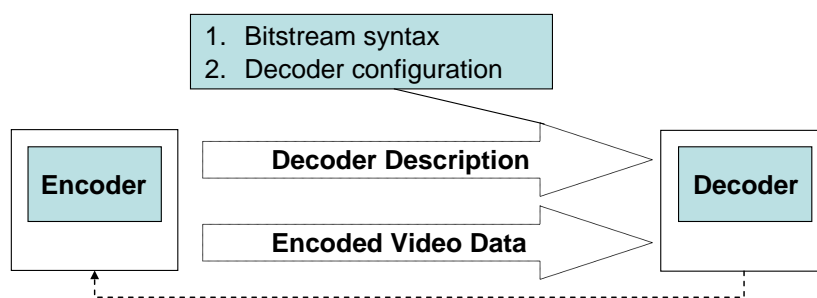 1. Bitstream syntax
2. Decoder configuration
Encoder
Decoder Description
Decoder
Encoded Video Data